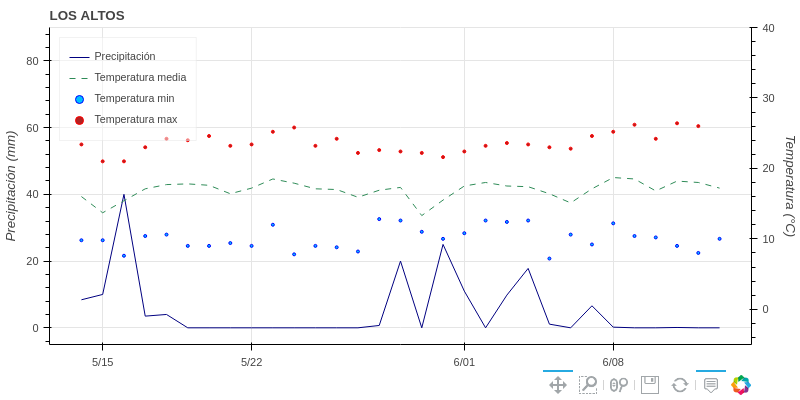 LOS ALTOS
Precipitación
Temperatura media
Temperatura min
Temperatura max
Precipitación (mm)
80
60
40
20
0
Temperatura (°C)
40
30
20
10
0
5/15
5/22
6/01
6/08